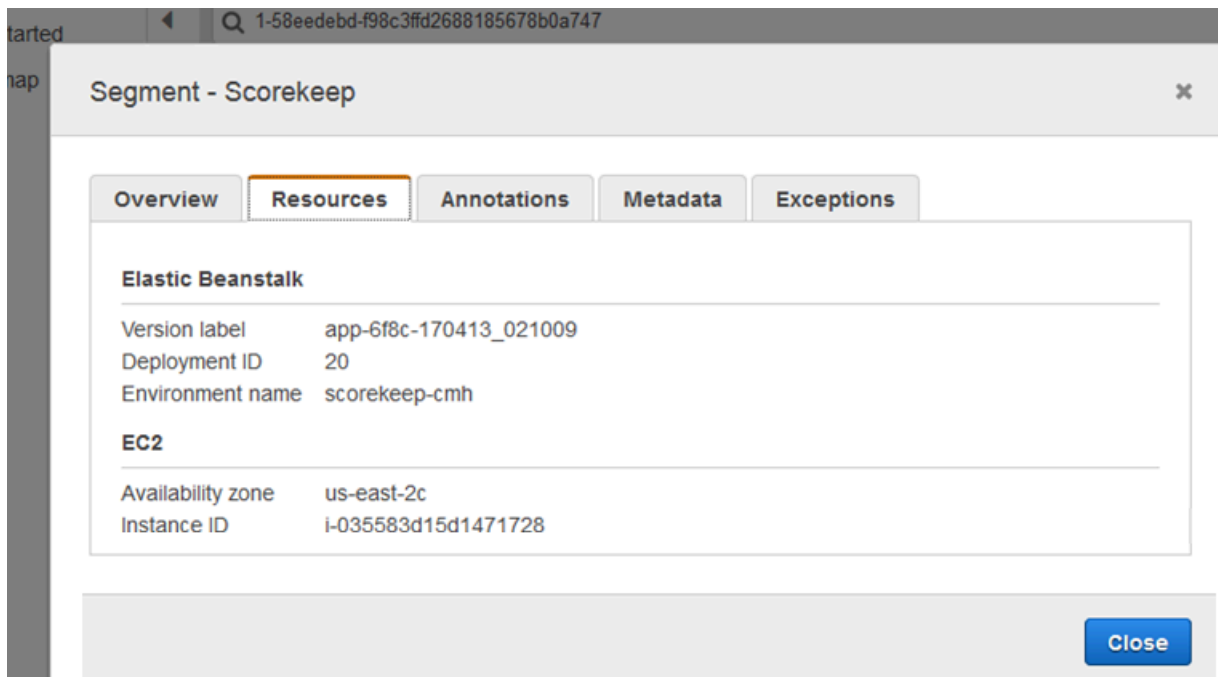 tarted
1-58eedebd-f98c3ffd2688185678b0a747
Segment - Scorekeep
Overview Resources Annotations Metadata Exceptions
Elastic Beanstalk
Version label app-6f8c-170413_021009
Deployment ID 20
Environment name scorekeep-cmh
EC2
Availability zone us-east-2c
Instance ID i-035583d15d1471728
Close